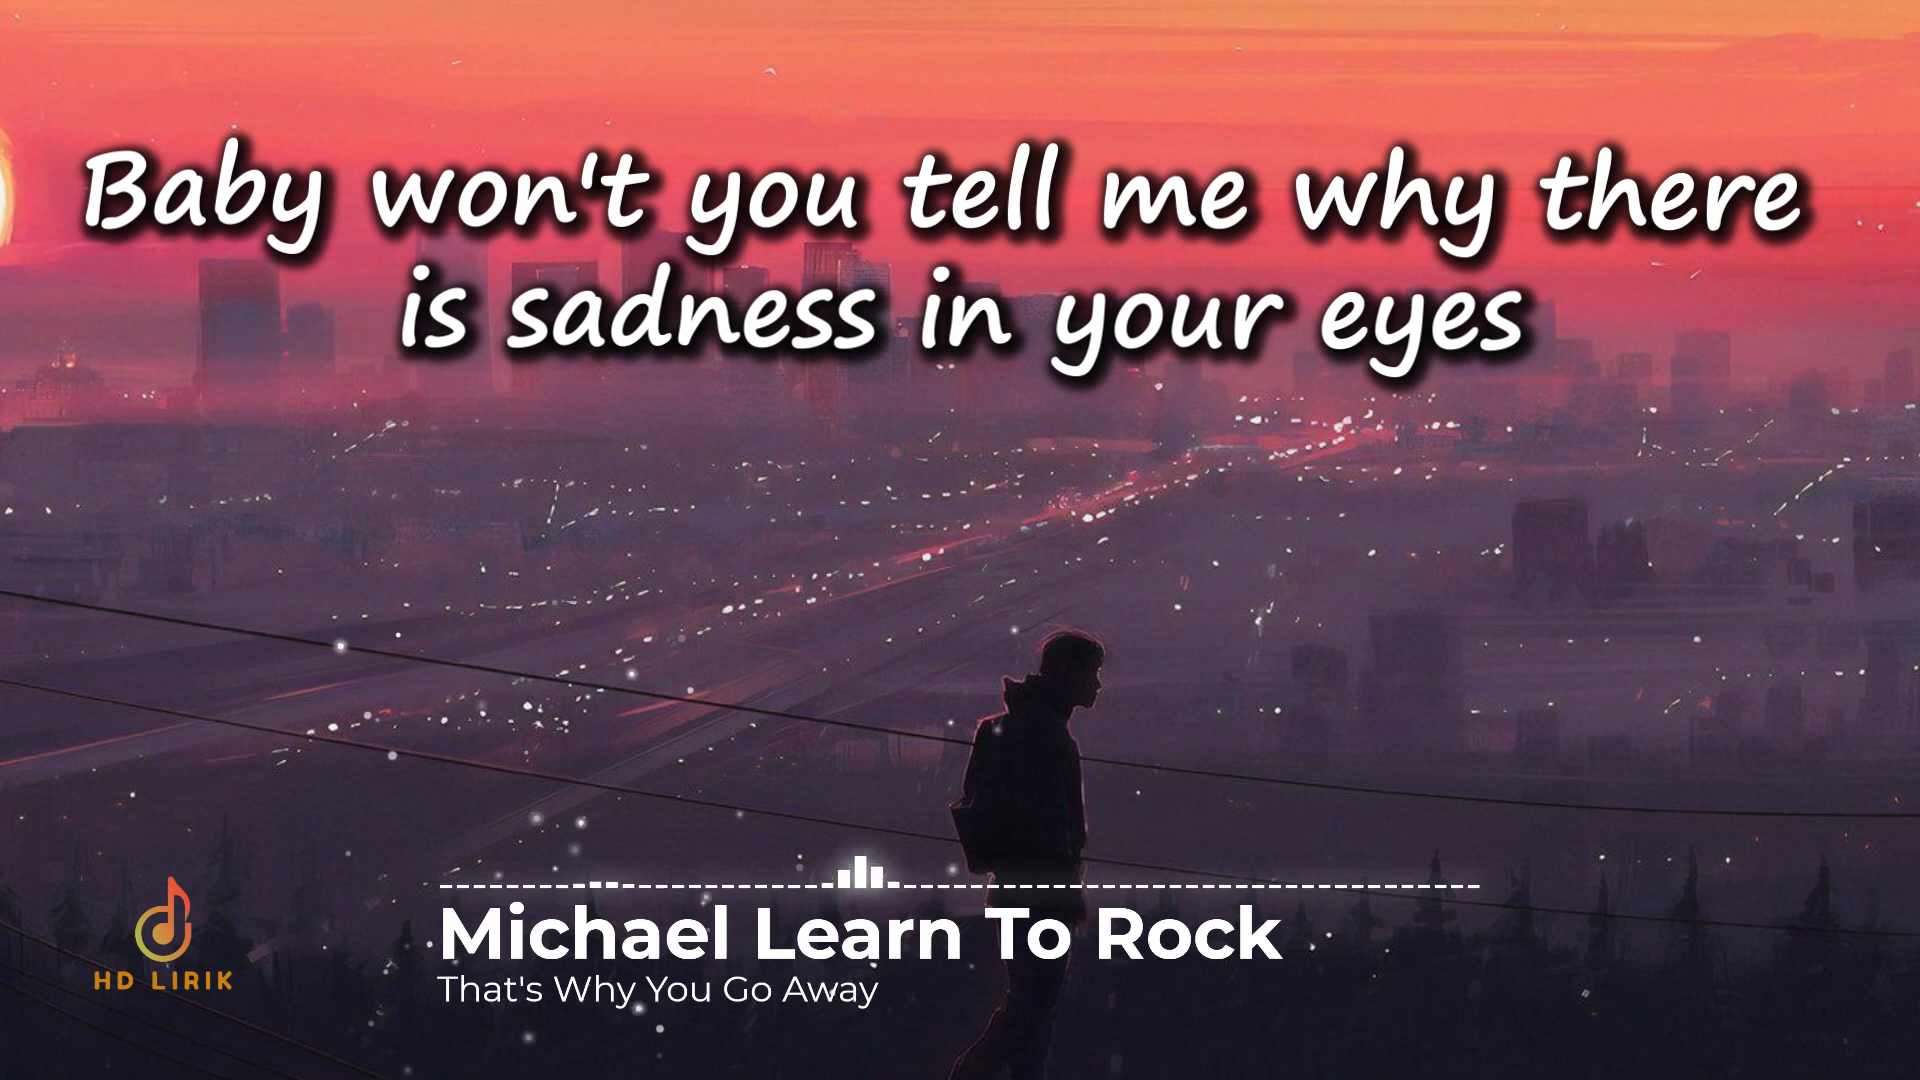 Baby won't you tell me why there
is sadness in your eyes
Michael Learn To Rock
That's Why You Go Away
HD LIRIK